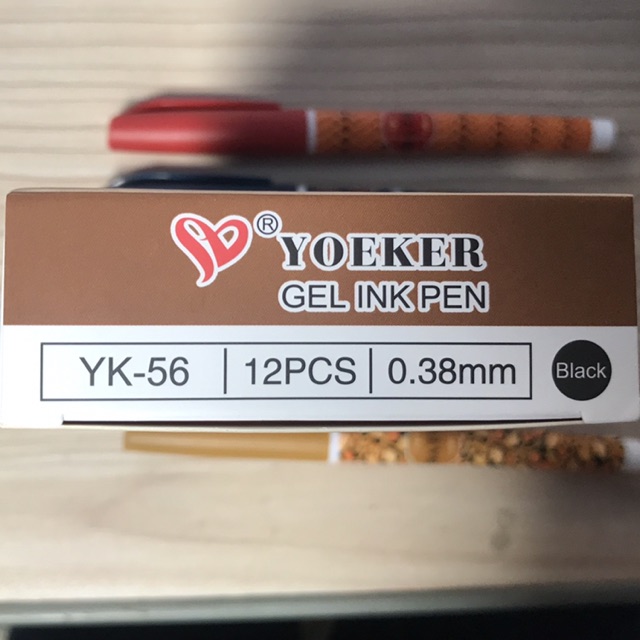 ® YOEKER
GEL INK PEN
YK-56 | 12PCS | 0.38mm
Black